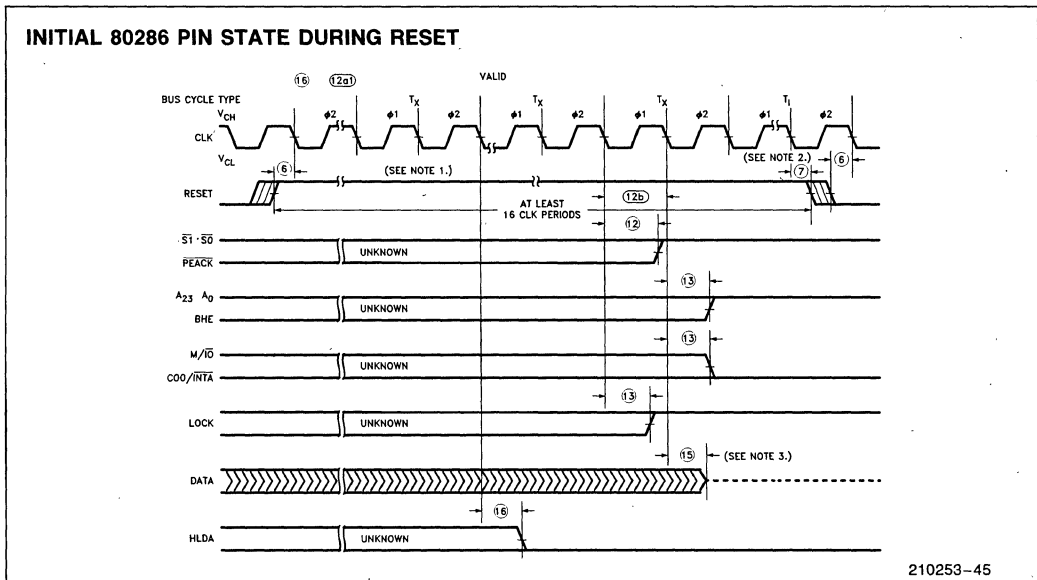 INITIAL 80286 PIN STATE DURING RESET
16 12a1 VALID
BUS CYCLE TYPE TX TX TX TI
VCH φ2 φ1 φ2 φ1 φ2 φ1 φ2 φ1 φ2
CLK
VCL 6 (SEE NOTE 1.) (SEE NOTE 2.) 7 6
RESET
AT LEAST 12b
16 CLK PERIODS
12
S1·S0
UNKNOWN
PEACK
13
A23 A0
UNKNOWN
BHE
13
M/IO
UNKNOWN
COO/INTA
13
LOCK UNKNOWN
15 (SEE NOTE 3.)
DATA
16
HLDA UNKNOWN
210253-45